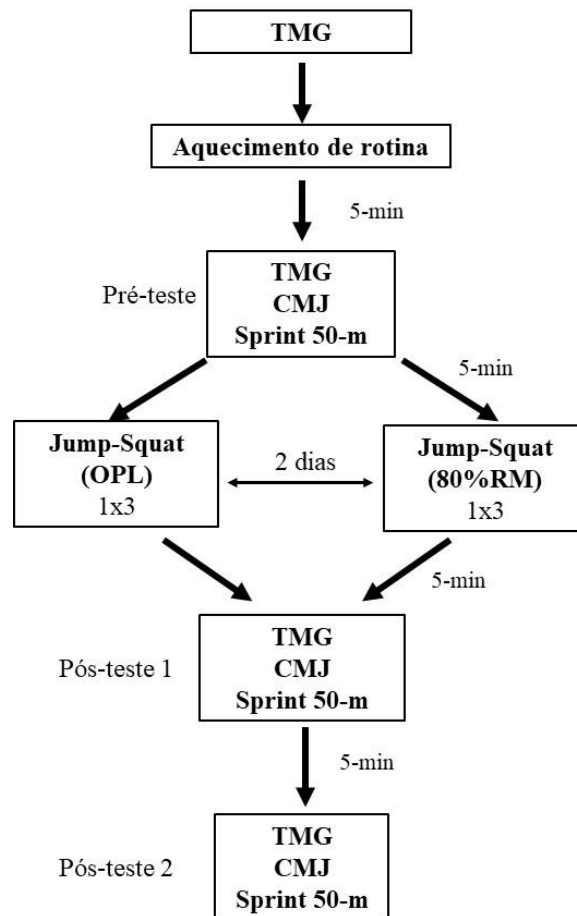 TMG
Aquecimento de rotina
5-min
Pré-teste
TMG
CMJ
Sprint 50-m
5-min
Jump-Squat
(OPL)
1x3
2 dias
Jump-Squat
(80%RM)
1x3
5-min
Pós-teste 1
TMG
CMJ
Sprint 50-m
5-min
Pós-teste 2
TMG
CMJ
Sprint 50-m